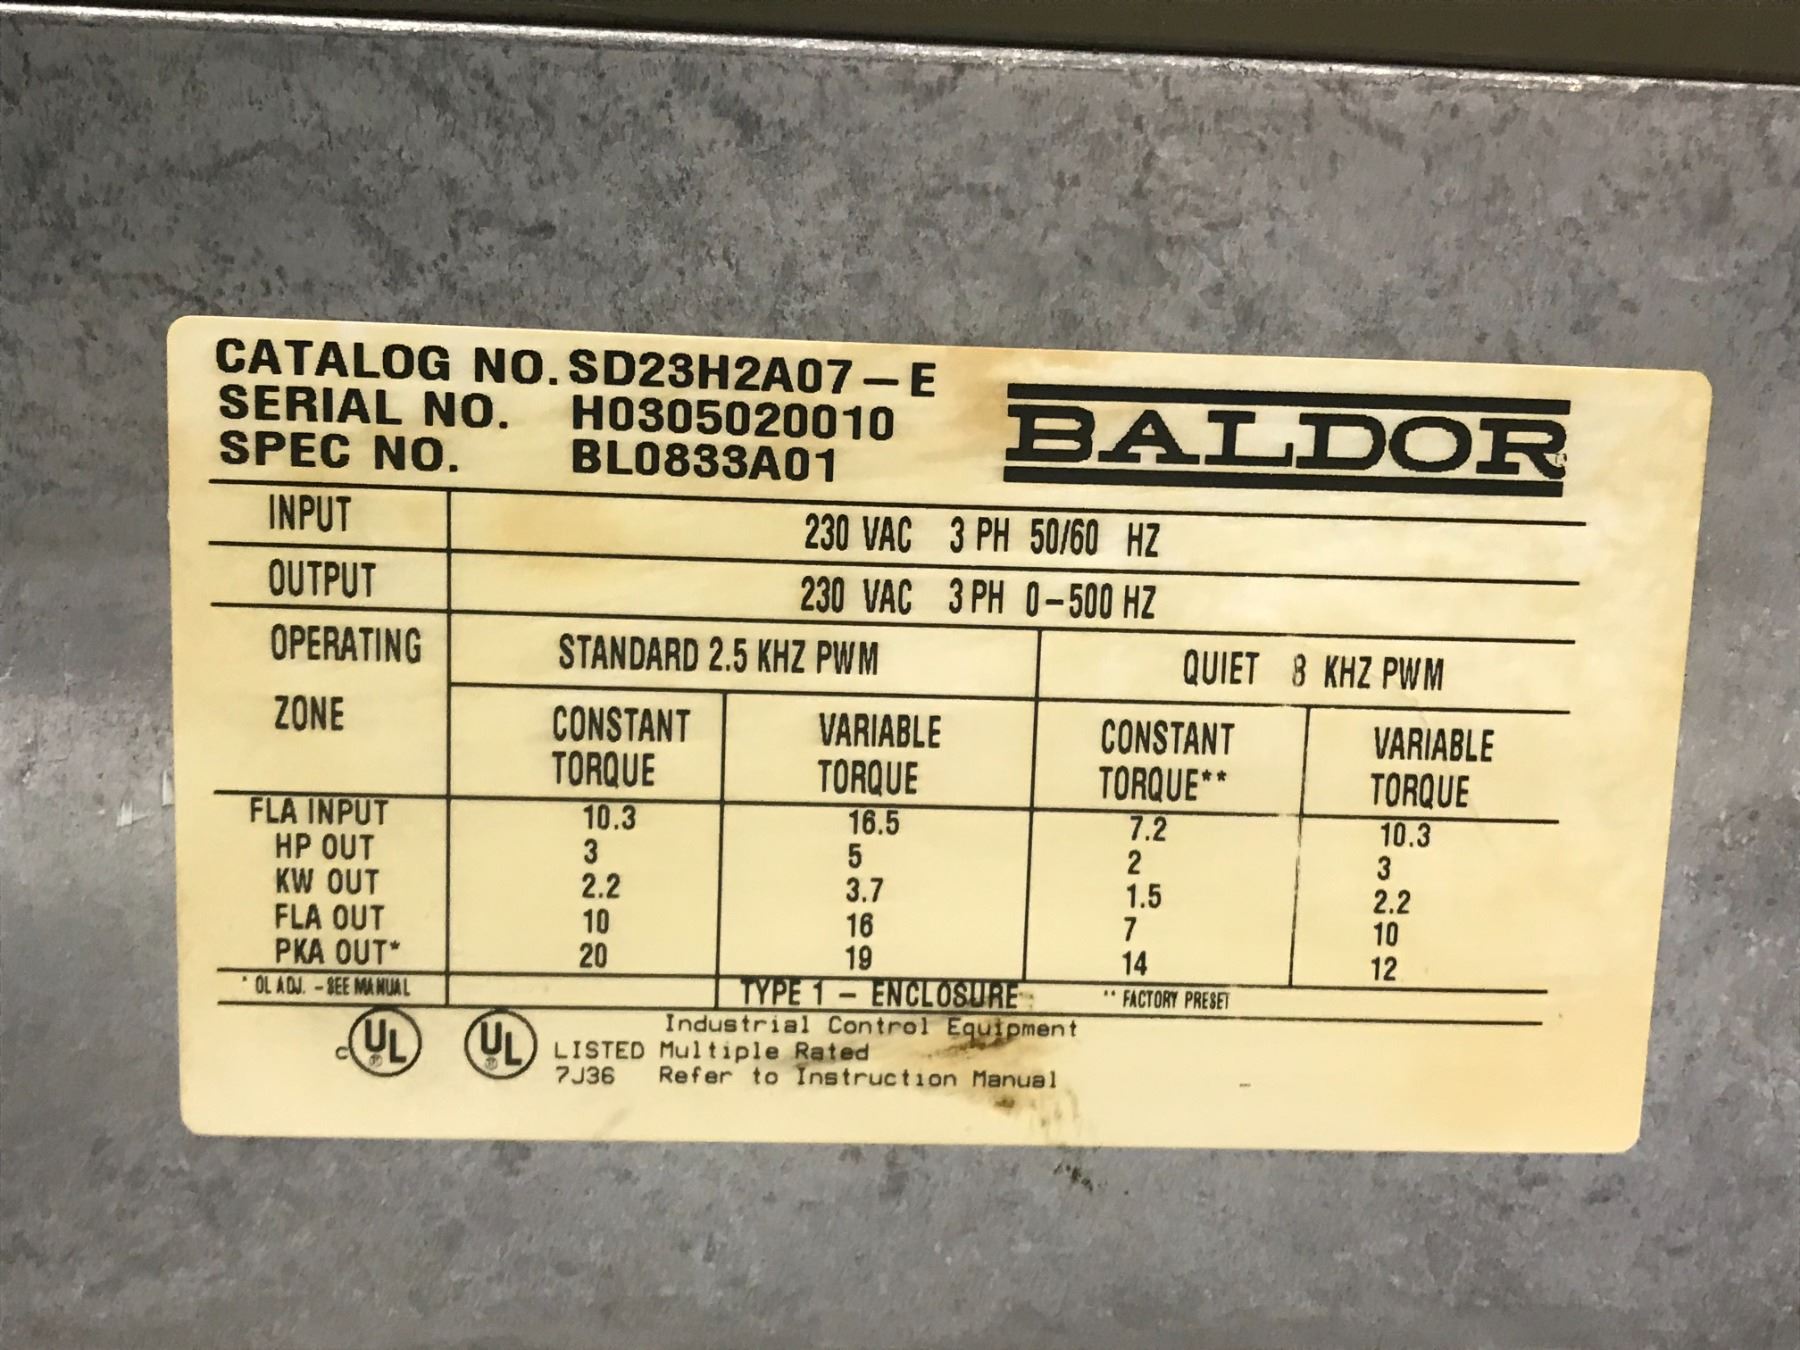 CATALOG NO. SD23H2A07-E
SERIAL NO. H0305020010
SPEC NO. BL0833A01
BALDOR
INPUT 230 VAC 3 PH 50/60 HZ
OUTPUT 230 VAC 3 PH 0-500 HZ
OPERATING ZONE
STANDARD 2.5 KHZ PWM QUIET 8 KHZ PWM
CONSTANT TORQUE VARIABLE TORQUE CONSTANT TORQUE** VARIABLE TORQUE
FLA INPUT 10.3 16.5 7.2 10.3
HP OUT 3 5 2 3
KW OUT 2.2 3.7 1.5 2.2
FLA OUT 10 16 7 10
PKA OUT* 20 19 14 12
* OL ADJ. - SEE MANUAL TYPE 1 - ENCLOSURE ** FACTORY PRESET
Industrial Control Equipment
c UL UL LISTED Multiple Rated
7J36 Refer to Instruction Manual